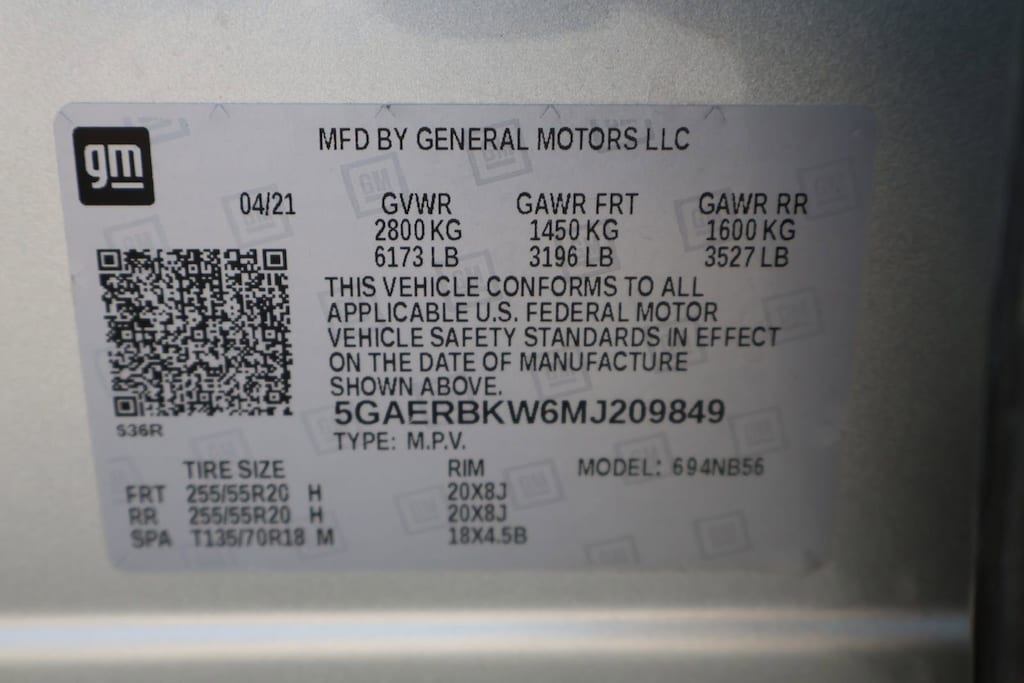 gm
MFD BY GENERAL MOTORS LLC
04/21 GVWR GAWR FRT GAWR RR
2800 KG 1450 KG 1600 KG
6173 LB 3196 LB 3527 LB
THIS VEHICLE CONFORMS TO ALL
APPLICABLE U.S. FEDERAL MOTOR
VEHICLE SAFETY STANDARDS IN EFFECT
ON THE DATE OF MANUFACTURE
SHOWN ABOVE.
5GAERBKW6MJ209849
S36R
TYPE: M.P.V.
TIRE SIZE RIM MODEL: 694NB56
FRT 255/55R20 H 20X8J
RR 255/55R20 H 20X8J
SPA T135/70R18 M 18X4.5B